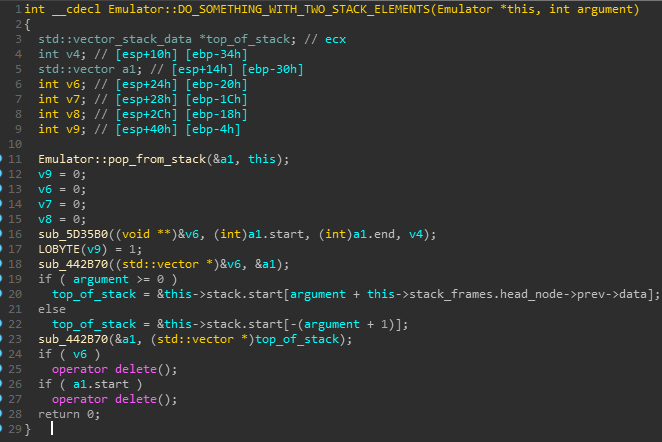 1 int __cdecl Emulator::DO_SOMETHING_WITH_TWO_STACK_ELEMENTS(Emulator *this, int argument)
2 {
3   std::vector_stack_data *top_of_stack; // ecx
4   int v4; // [esp+10h] [ebp-34h]
5   std::vector a1; // [esp+14h] [ebp-30h]
6   int v6; // [esp+24h] [ebp-20h]
7   int v7; // [esp+28h] [ebp-1Ch]
8   int v8; // [esp+2Ch] [ebp-18h]
9   int v9; // [esp+40h] [ebp-4h]
10
11   Emulator::pop_from_stack(&a1, this);
12   v9 = 0;
13   v6 = 0;
14   v7 = 0;
15   v8 = 0;
16   sub_5D35B0((void **)&v6, (int)a1.start, (int)a1.end, v4);
17   LOBYTE(v9) = 1;
18   sub_442B70((std::vector *)&v6, &a1);
19   if ( argument >= 0 )
20     top_of_stack = &this->stack.start[argument + this->stack_frames.head_node->prev->data];
21   else
22     top_of_stack = &this->stack.start[-(argument + 1)];
23   sub_442B70(&a1, (std::vector *)top_of_stack);
24   if ( v6 )
25     operator delete();
26   if ( a1.start )
27     operator delete();
28   return 0;
29 }